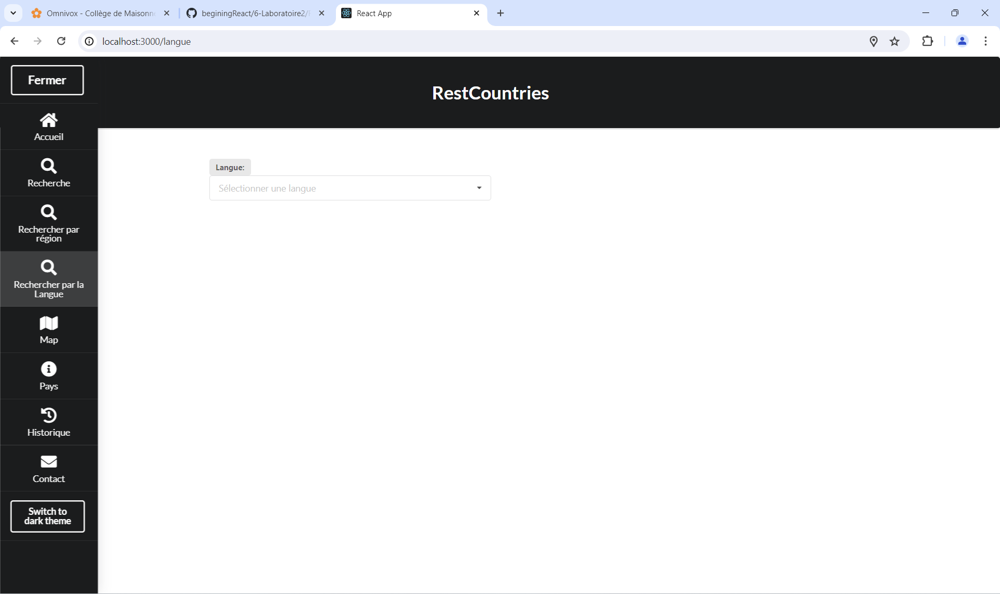 Omnivox - Collège de Maisonne
beginingReact/6-Laboratoire2/
React App
localhost:3000/langue
Fermer
RestCountries
Accueil
Recherche
Rechercher par
région
Rechercher par la
Langue
Map
Pays
Historique
Contact
Switch to
dark theme
Langue:
Sélectionner une langue